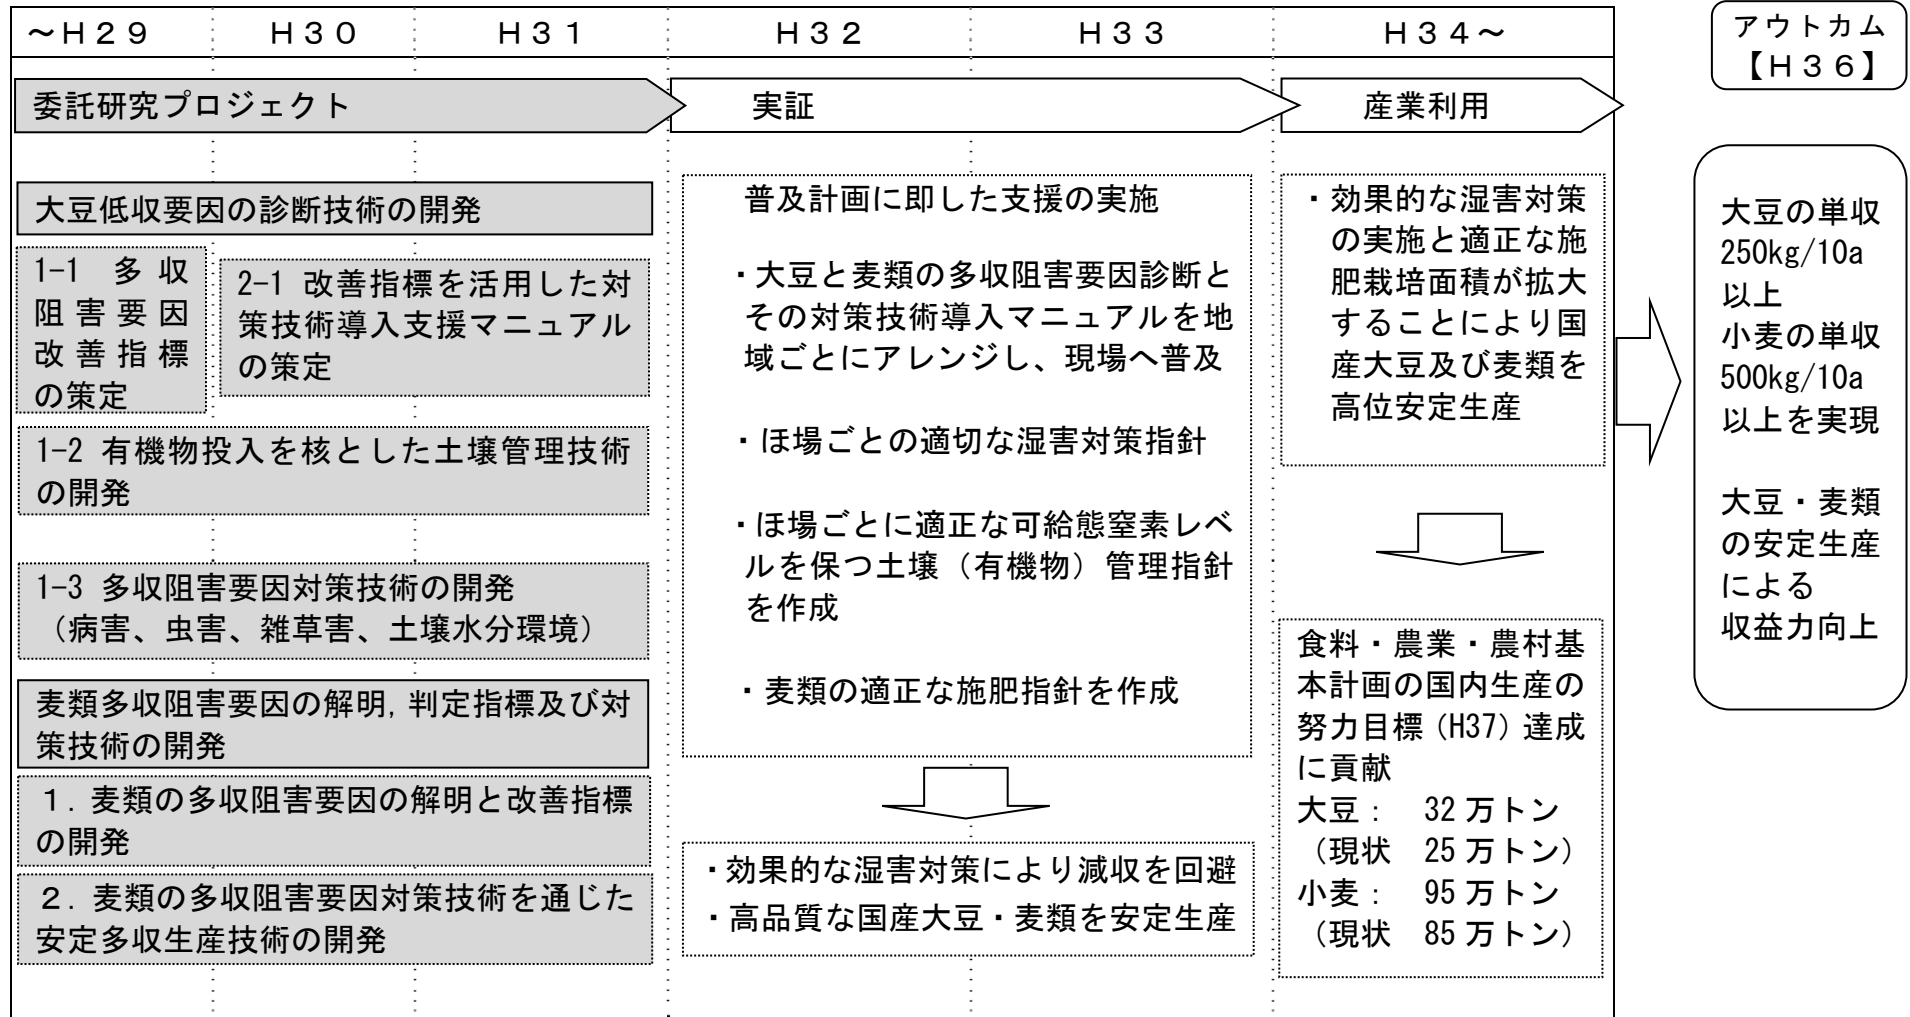 ～Ｈ２９　Ｈ３０　Ｈ３１　Ｈ３２　Ｈ３３　Ｈ３４～
アウトカム
【Ｈ３６】
委託研究プロジェクト
実証
産業利用
大豆低収要因の診断技術の開発
1-1 多収
阻害要因
改善指標
の策定
2-1 改善指標を活用した対
策技術導入支援マニュアル
の策定
1-2 有機物投入を核とした土壌管理技術
の開発
1-3 多収阻害要因対策技術の開発
（病害、虫害、雑草害、土壌水分環境）
麦類多収阻害要因の解明,判定指標及び対
策技術の開発
１．麦類の多収阻害要因の解明と改善指標
の開発
２．麦類の多収阻害要因対策技術を通じた
安定多収生産技術の開発
普及計画に即した支援の実施
・大豆と麦類の多収阻害要因診断と
その対策技術導入マニュアルを地
域ごとにアレンジし、現場へ普及
・ほ場ごとの適切な湿害対策指針
・ほ場ごとに適正な可給態窒素レベ
ルを保つ土壌（有機物）管理指針
を作成
・麦類の適正な施肥指針を作成
・効果的な湿害対策により減収を回避
・高品質な国産大豆・麦類を安定生産
・効果的な湿害対策
の実施と適正な施
肥栽培面積が拡大
することにより国
産大豆及び麦類を
高位安定生産
食料・農業・農村基
本計画の国内生産の
努力目標（H37）達成
に貢献
大豆：　32 万トン
（現状　25 万トン）
小麦：　95 万トン
（現状　85 万トン）
大豆の単収
250kg/10a
以上
小麦の単収
500kg/10a
以上を実現
大豆・麦類
の安定生産
による
収益力向上